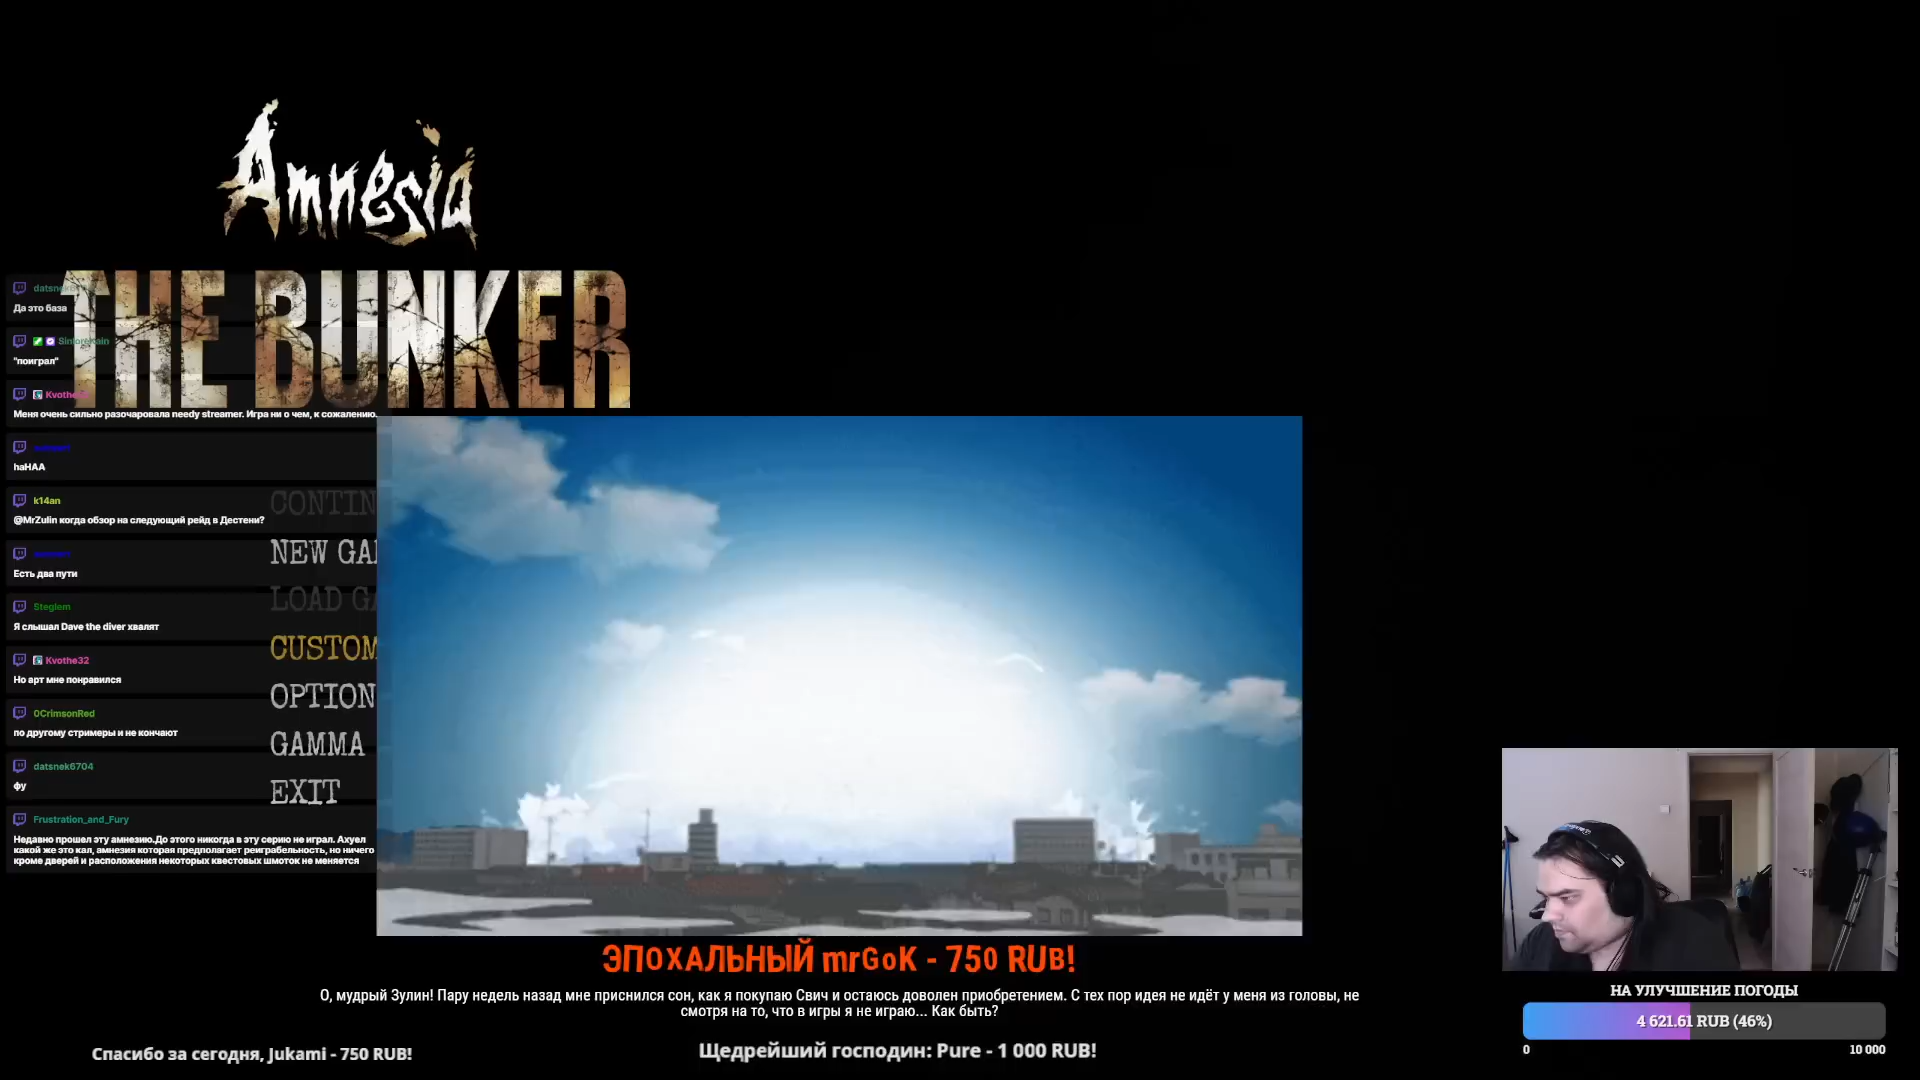 Amnesia
THE BUNKER
Да это база
"поиграл"
Меня очень сильно разочаровала needy streamer. Игра ни о чем, к сожалению.
haHAA
k14an
@MrZulin когда обзор на следующий рейд в Дестени?
Есть два пути
Steglem
Я слышал Dave the diver хвалят
Kvothe32
Но арт мне понравился
0CrimsonRed
по другому стримеры и не кончают
datsnek6704
фу
Frustration_and_Fury
Недавно прошел эту амнезию.До этого никогда в эту серию не играл. Ахуел
какой же это кал, амнезия которая предполагает реиграбельность, но ничего
кроме дверей и расположения некоторых квестовых шмоток не меняется
CONTIN
NEW GA
LOAD GA
CUSTOM
OPTION
GAMMA
EXIT
ЭПОХАЛЬНЫЙ mrGoK - 750 RUB!
О, мудрый Зулин! Пару недель назад мне приснился сон, как я покупаю Свич и остаюсь доволен приобретением. С тех пор идея не идёт у меня из головы, не
смотря на то, что в игры я не играю... Как быть?
Спасибо за сегодня, Jukami - 750 RUB!
Щедрейший господин: Pure - 1 000 RUB!
НА УЛУЧШЕНИЕ ПОГОДЫ
4 621.61 RUB (46%)
0
10 000